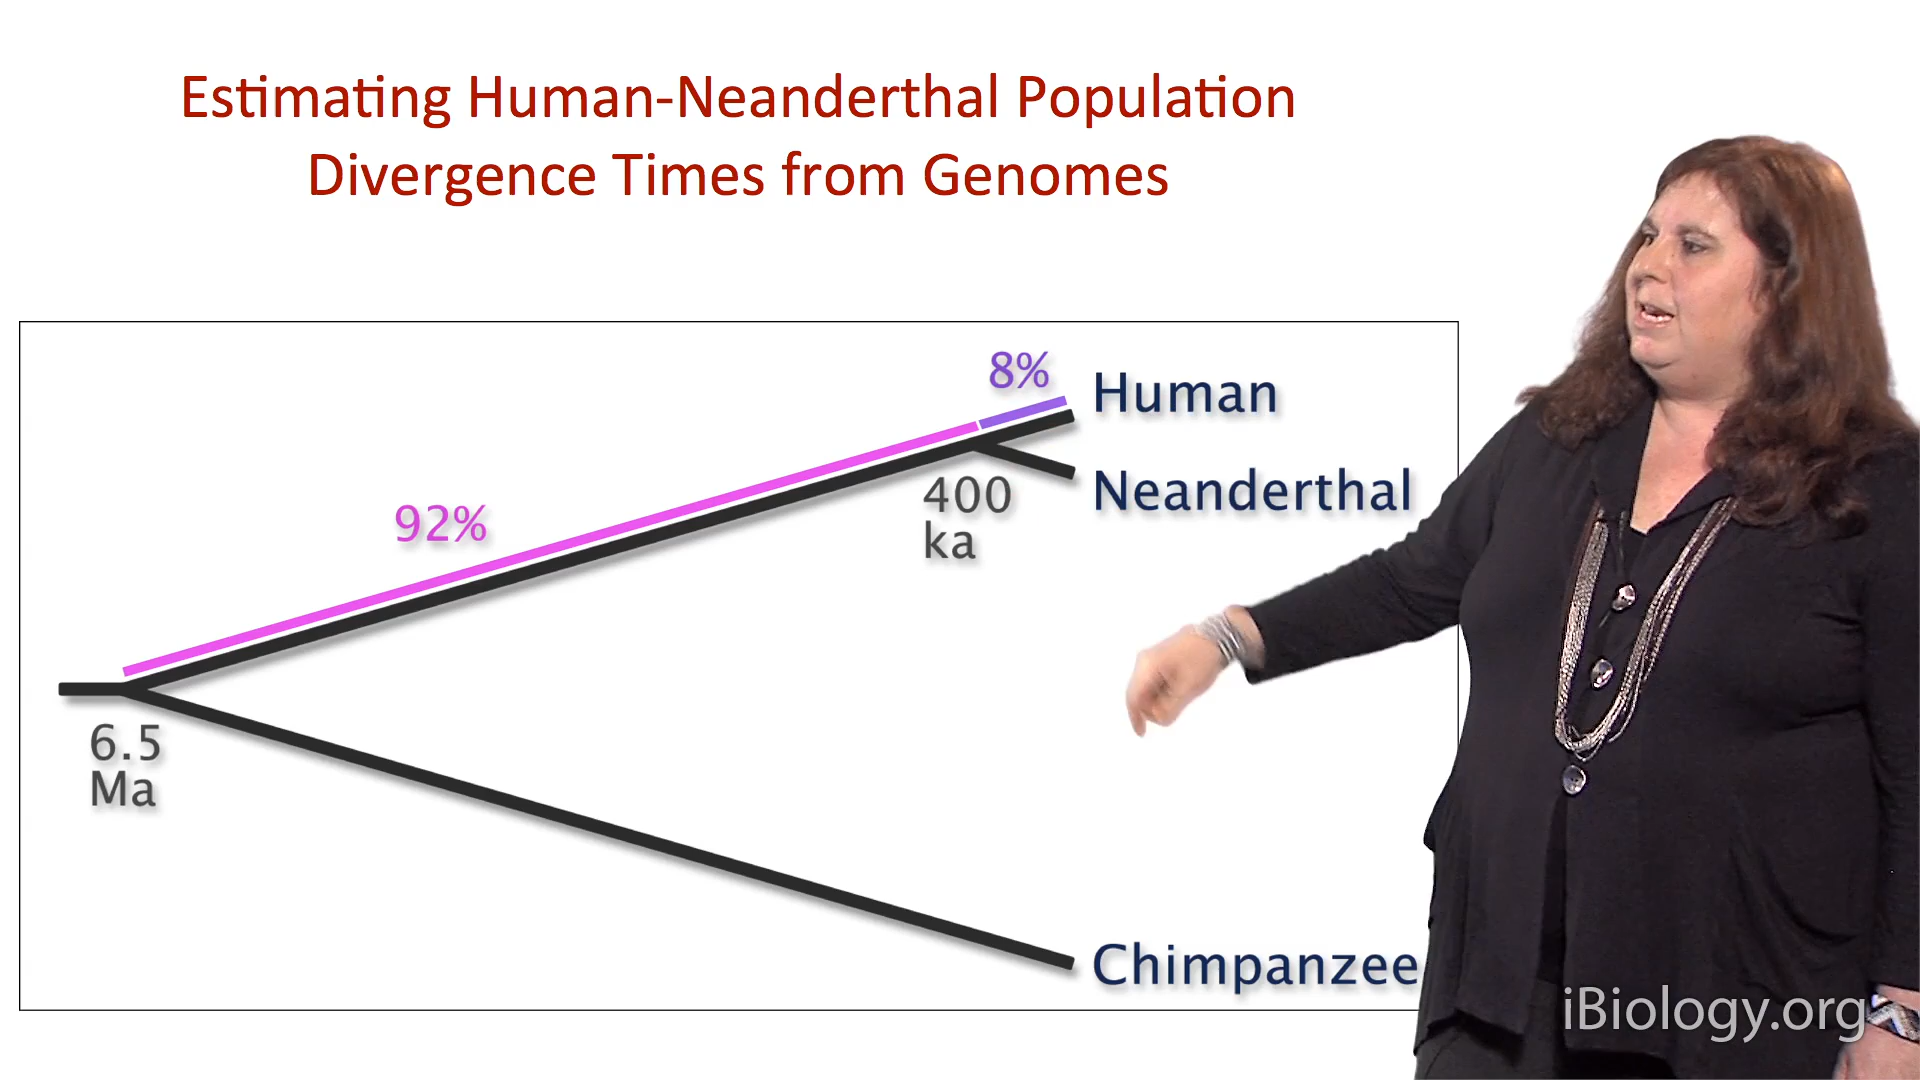 Estimating Human-Neanderthal Population
Divergence Times from Genomes
8%
Human
92%
400
ka
Neanderthal
6.5
Ma
Chimpanzee
iBiology.org